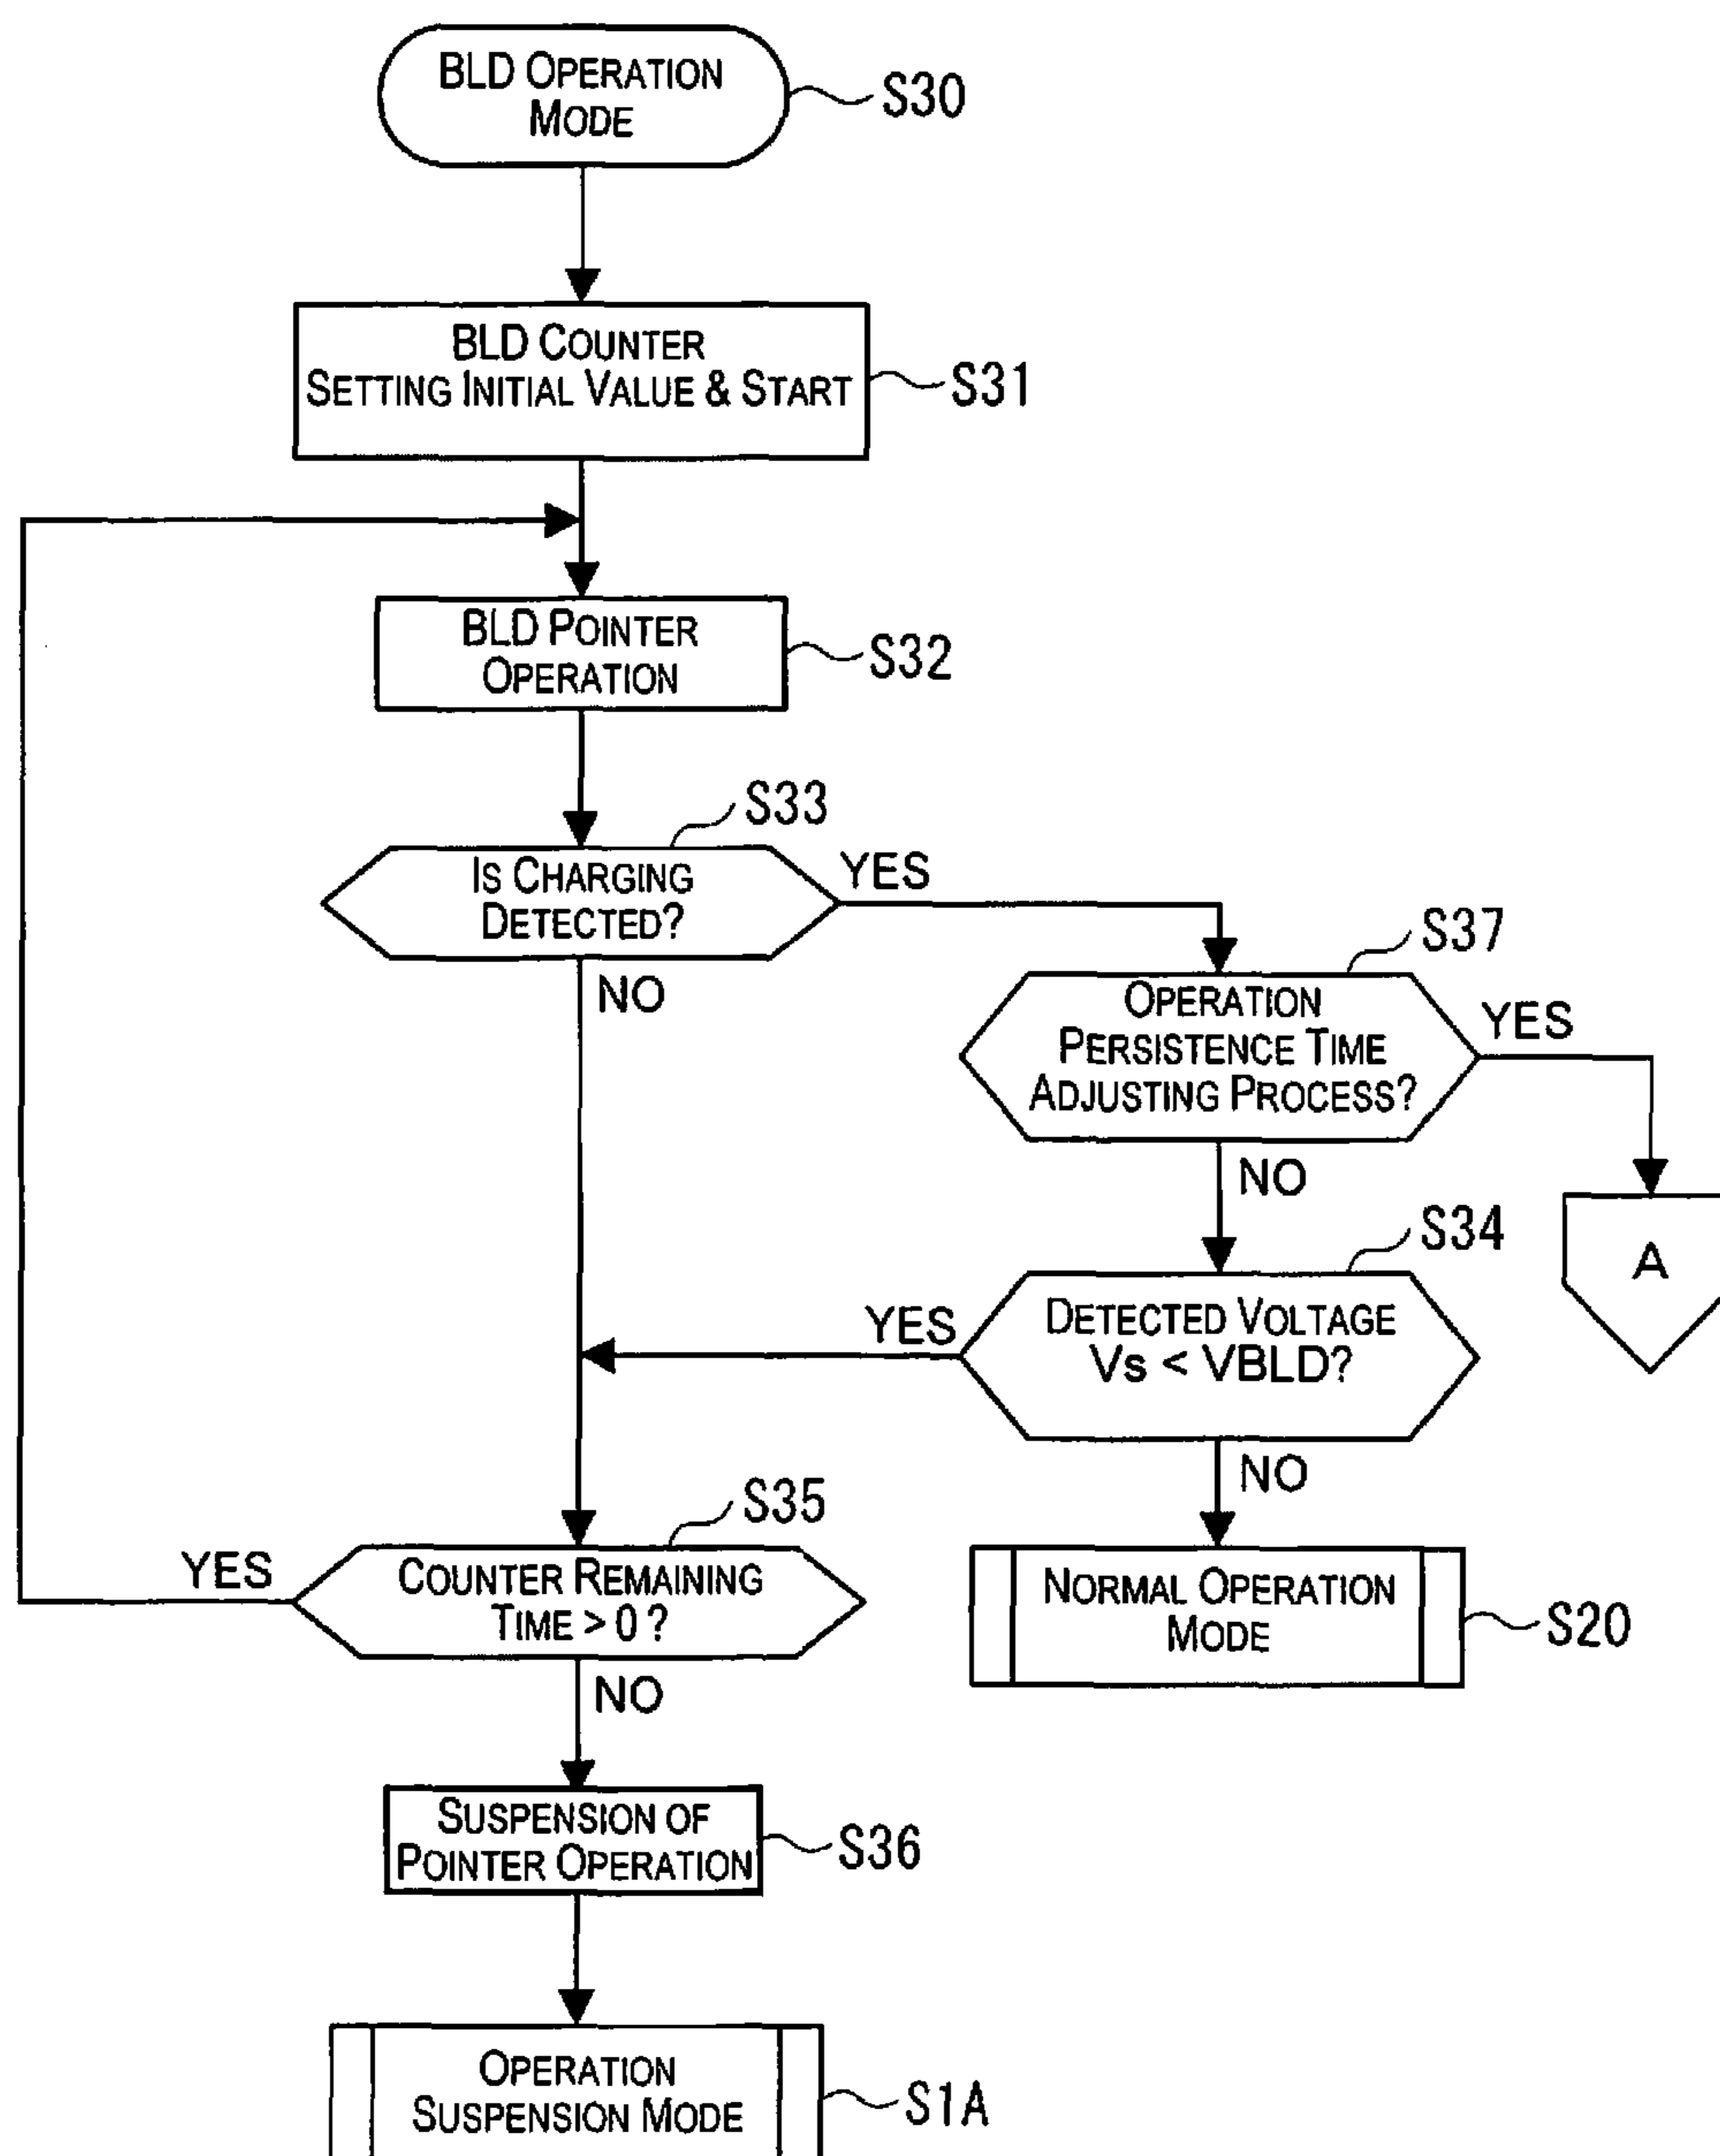 BLD OPERATION
MODE
S30
BLD COUNTER
SETTING INITIAL VALUE & START
S31
BLD POINTER
OPERATION
S32
S33
IS CHARGING
DETECTED?
YES
NO
S37
OPERATION
PERSISTENCE TIME
ADJUSTING PROCESS?
YES
NO
A
S34
DETECTED VOLTAGE
Vs < VBLD?
YES
NO
S35
COUNTER REMAINING
TIME > 0 ?
YES
NO
NORMAL OPERATION
MODE
S20
SUSPENSION OF
POINTER OPERATION
S36
OPERATION
SUSPENSION MODE
S1A